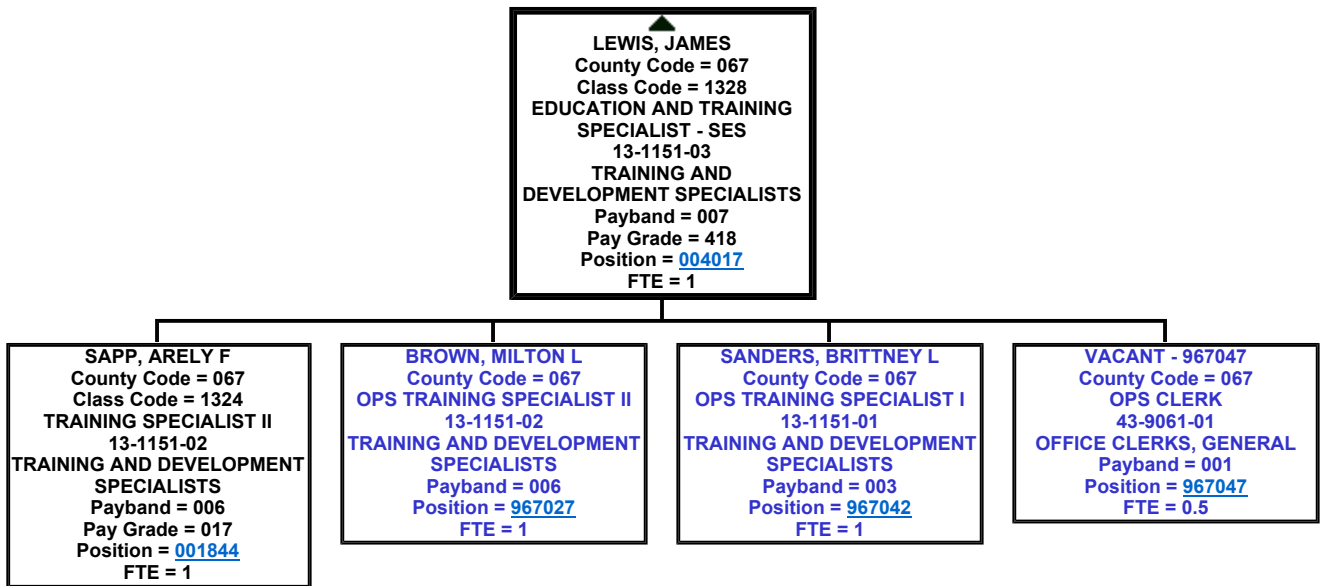 LEWIS, JAMES
County Code = 067
Class Code = 1328
EDUCATION AND TRAINING
SPECIALIST - SES
13-1151-03
TRAINING AND
DEVELOPMENT SPECIALISTS
Payband = 007
Pay Grade = 418
Position = 004017
FTE = 1
SAPP, ARELY F
County Code = 067
Class Code = 1324
TRAINING SPECIALIST II
13-1151-02
TRAINING AND DEVELOPMENT
SPECIALISTS
Payband = 006
Pay Grade = 017
Position = 001844
FTE = 1
BROWN, MILTON L
County Code = 067
OPS TRAINING SPECIALIST II
13-1151-02
TRAINING AND DEVELOPMENT
SPECIALISTS
Payband = 006
Position = 967027
FTE = 1
SANDERS, BRITTNEY L
County Code = 067
OPS TRAINING SPECIALIST I
13-1151-01
TRAINING AND DEVELOPMENT
SPECIALISTS
Payband = 003
Position = 967042
FTE = 1
VACANT - 967047
County Code = 067
OPS CLERK
43-9061-01
OFFICE CLERKS, GENERAL
Payband = 001
Position = 967047
FTE = 0.5